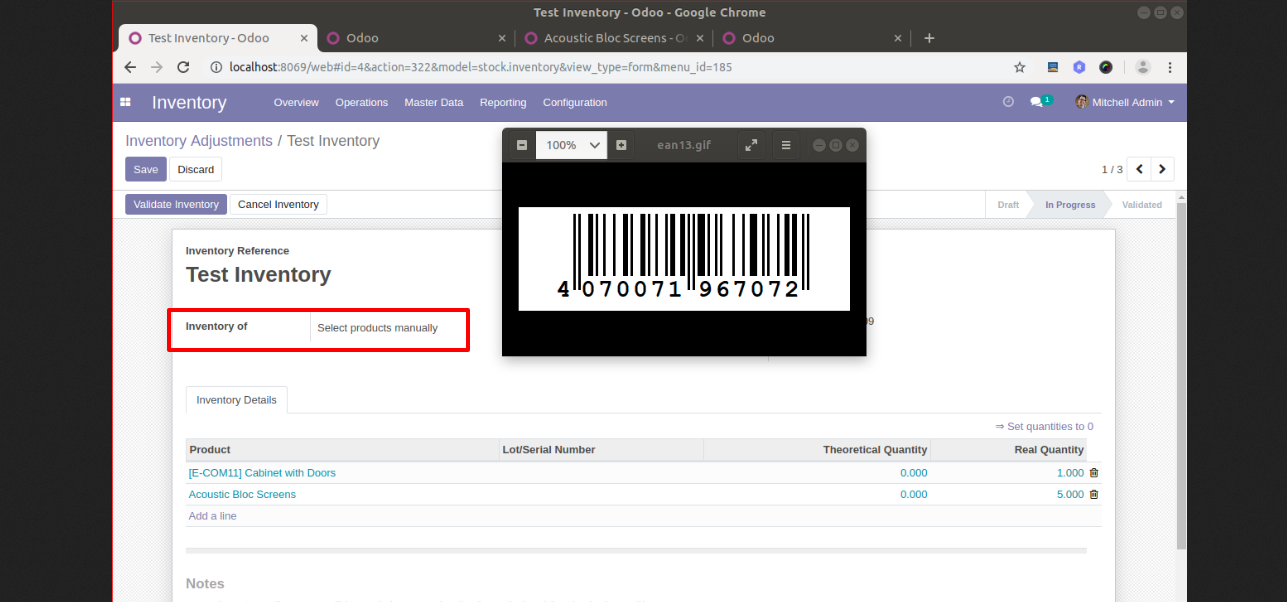 Test Inventory - Odoo - Google Chrome
Test Inventory - Odoo
Odoo
Acoustic Bloc Screens - O
Odoo
localhost:8069/web#id=4&action=322&model=stock.inventory&view_type=form&menu_id=185
Inventory
Overview
Operations
Master Data
Reporting
Configuration
1
Mitchell Admin
Inventory Adjustments / Test Inventory
Save
Discard
1 / 3
Validate Inventory
Cancel Inventory
Draft
In Progress
Validated
100%
ean13.gif
4 070071 967072
Inventory Reference
Test Inventory
Inventory of
Select products manually
09
Inventory Details
⇒ Set quantities to 0
Product Lot/Serial Number Theoretical Quantity Real Quantity
[E-COM11] Cabinet with Doors 0.000 1.000
Acoustic Bloc Screens 0.000 5.000
Add a line
Notes